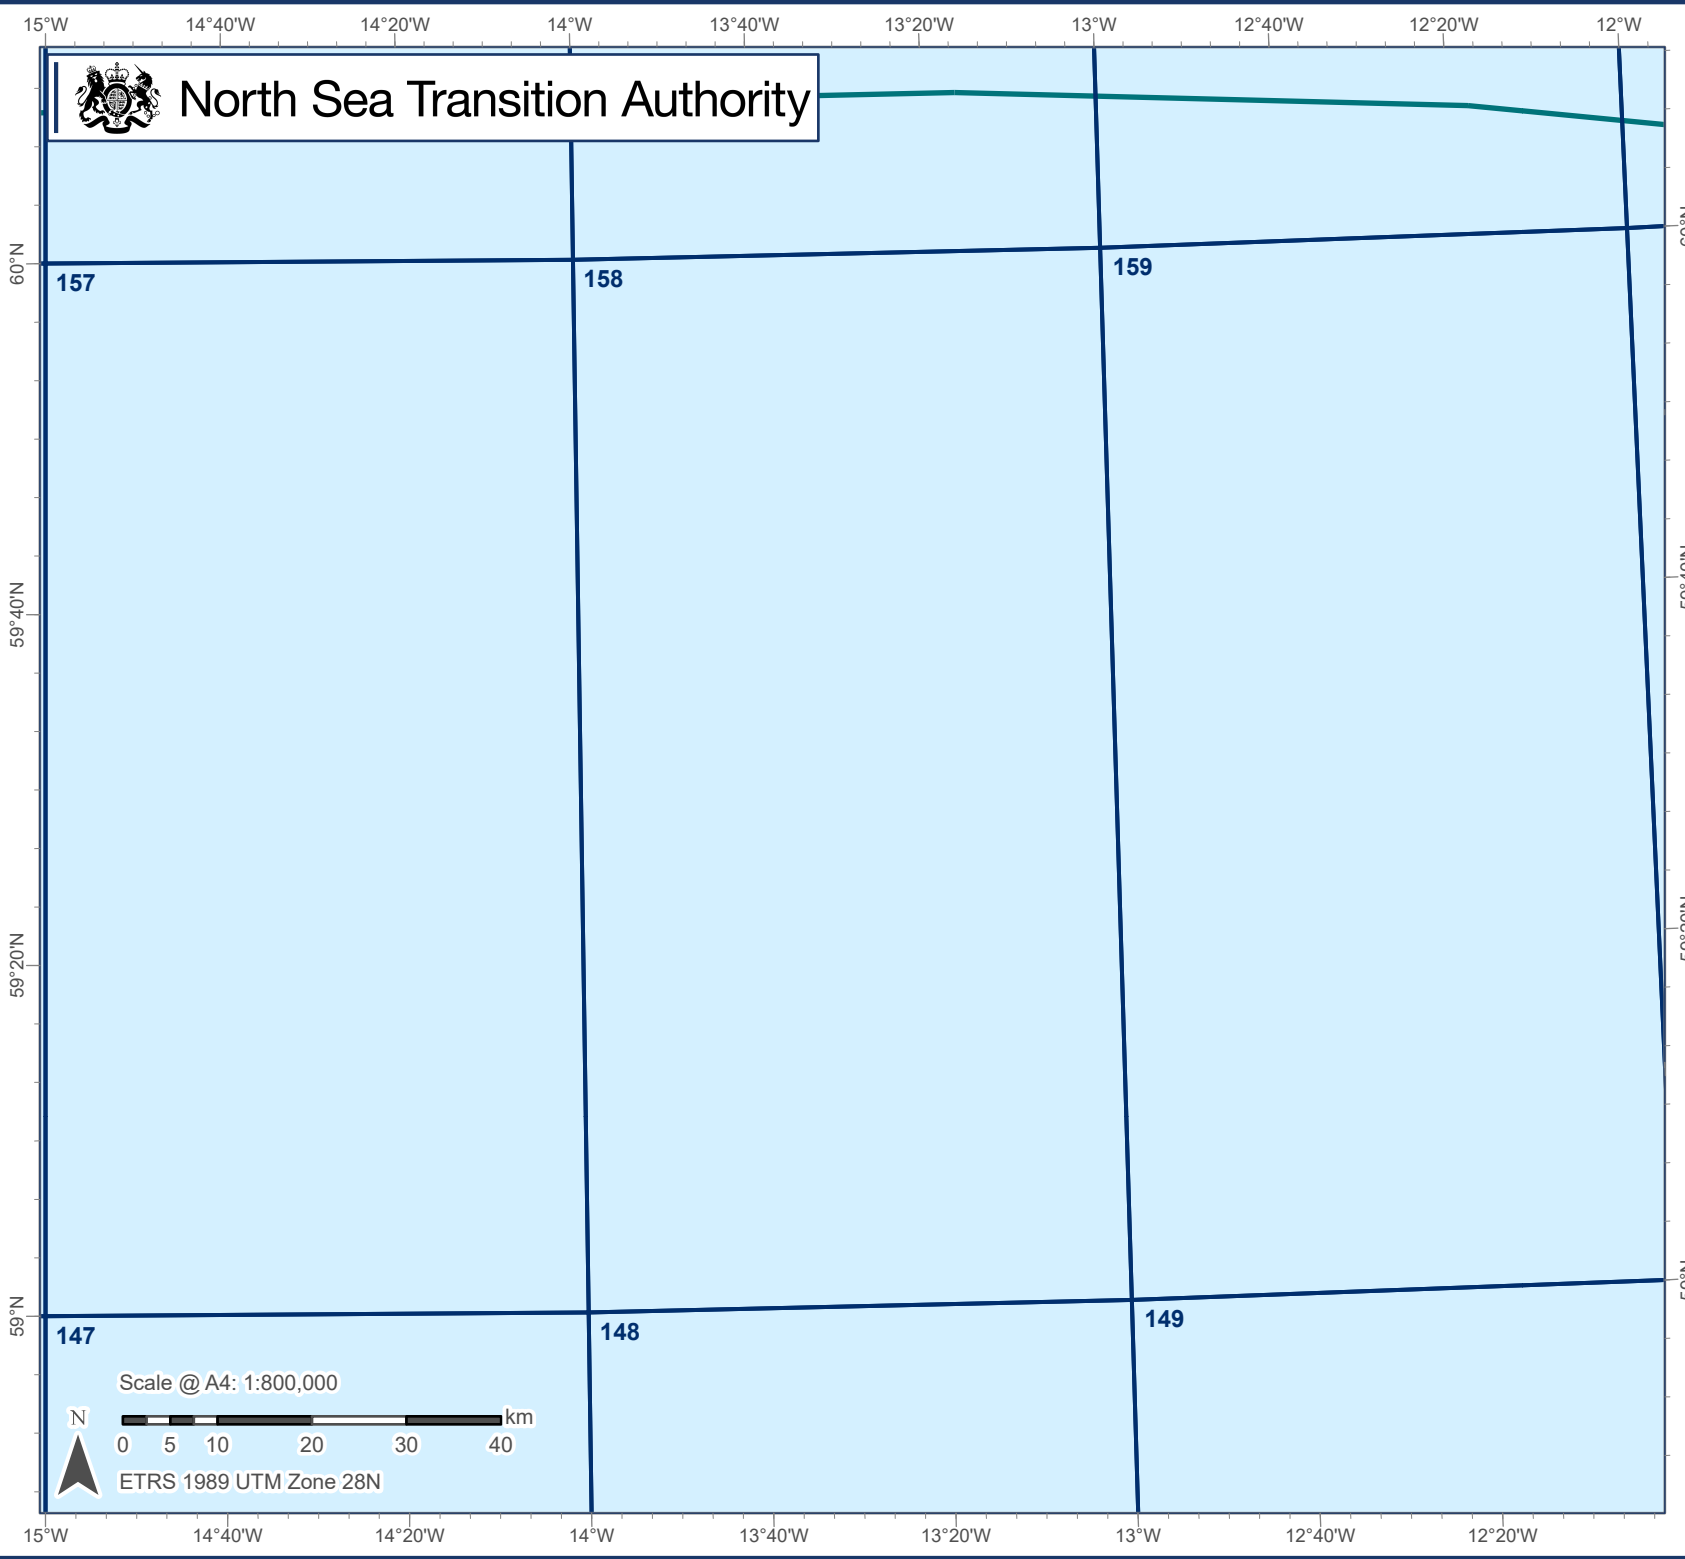 15°W 14°40'W 14°20'W 14°W 13°40'W 13°20'W 13°W 12°40'W 12°20'W 12°W
North Sea Transition Authority
60°N
157
158
159
59°40'N
59°20'N
59°N
147
148
149
Scale @ A4: 1:800,000
N
km
0 5 10 20 30 40
ETRS 1989 UTM Zone 28N
15°W 14°40'W 14°20'W 14°W 13°40'W 13°20'W 13°W 12°40'W 12°20'W